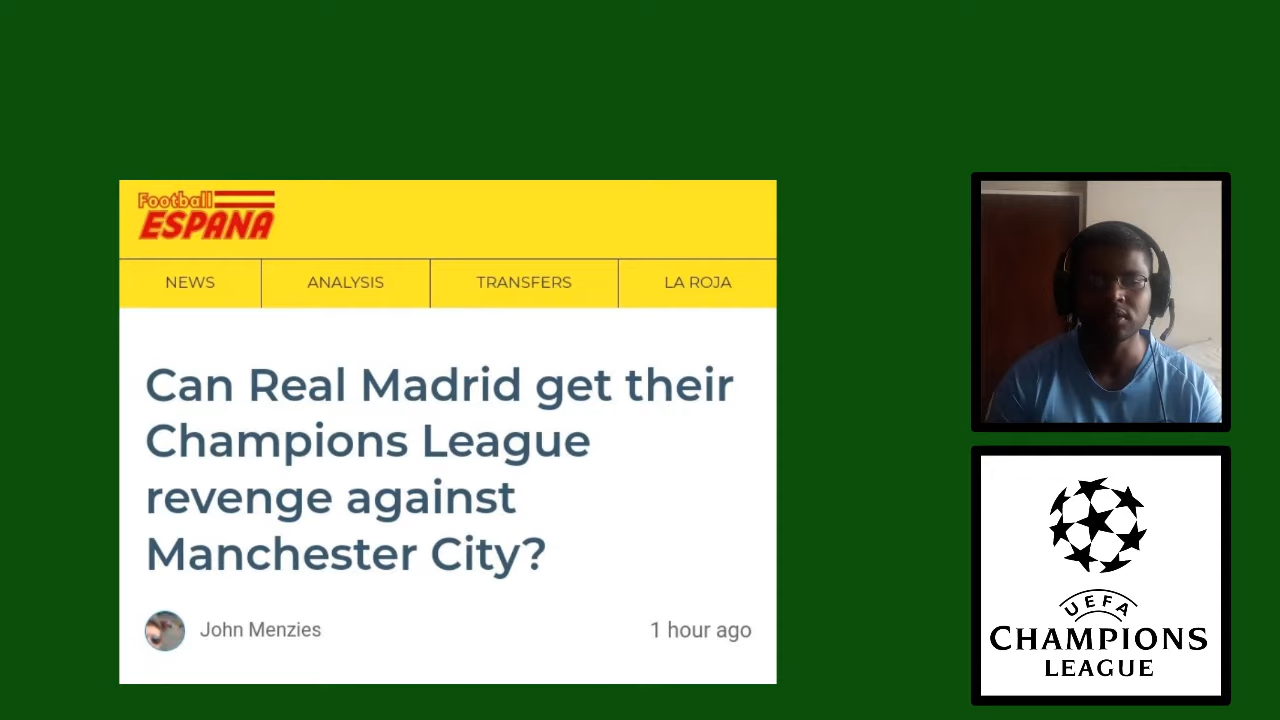 Football
ESPANA
NEWS
ANALYSIS
TRANSFERS
LA ROJA
Can Real Madrid get their
Champions League
revenge against
Manchester City?
John Menzies
1 hour ago
UEFA
CHAMPIONS
LEAGUE